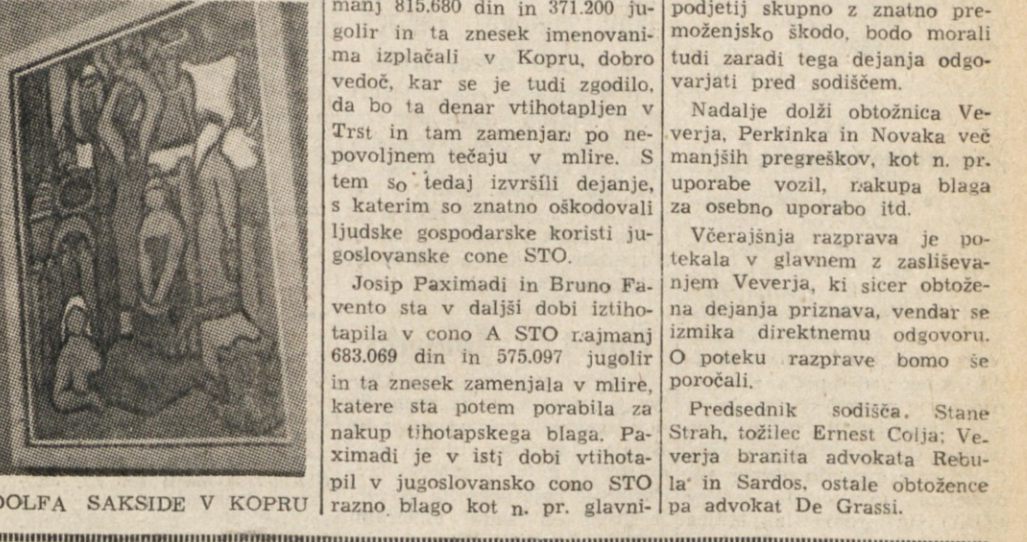 DOLFA SAKSIDE V KOPRU
manj 815.680 din in 371.200 ju-
golir in ta znesek imenovani-
ma izplačali v Kopru, dobro
vedoč, kar se je tudi zgodilo,
da bo ta denar vtihotapljen v
Trst in tam zamenjan po ne-
povoljnem tečaju v mlire. S
tem so tedaj izvršili dejanje,
s katerim so znatno oškodovali
ljudske gospodarske koristi ju-
goslovanske cone STO.
Josip Paximadi in Bruno Fa-
vento sta v daljši dobi iztiho-
tapila v cono A STO najmanj
683.069 din in 575.097 jugolir
in ta znesek zamenjala v mlire,
katere sta potem porabila za
nakup tihotapskega blaga. Pa-
ximadi je v isti dobi vtihota-
pil v jugoslovansko cono STO
razno blago kot n. pr. glavni-
podjetij skupno z znatno pre-
moženjsko škodo, bodo morali
tudi zaradi tega dejanja odgo-
varjati pred sodiščem.
Nadalje dolži obtožnica Ve-
verja, Perkinka in Novaka več
manjših pregreškov, kot n. pr.
uporabe vozil, nakupa blaga
za osebno uporabo itd.
Včerajšnja razprava je po-
tekala v glavnem z zasliševa-
njem Veverja, ki sicer obtože-
na dejanja priznava, vendar se
izmika direktnemu odgovoru.
O poteku razprave bomo še
poročali.
Predsednik sodišča, Stane
Strah, tožilec Ernest Colja; Ve-
verja branita advokata Rebu-
la in Sardos, ostale obtožence
pa advokat De Grassi.